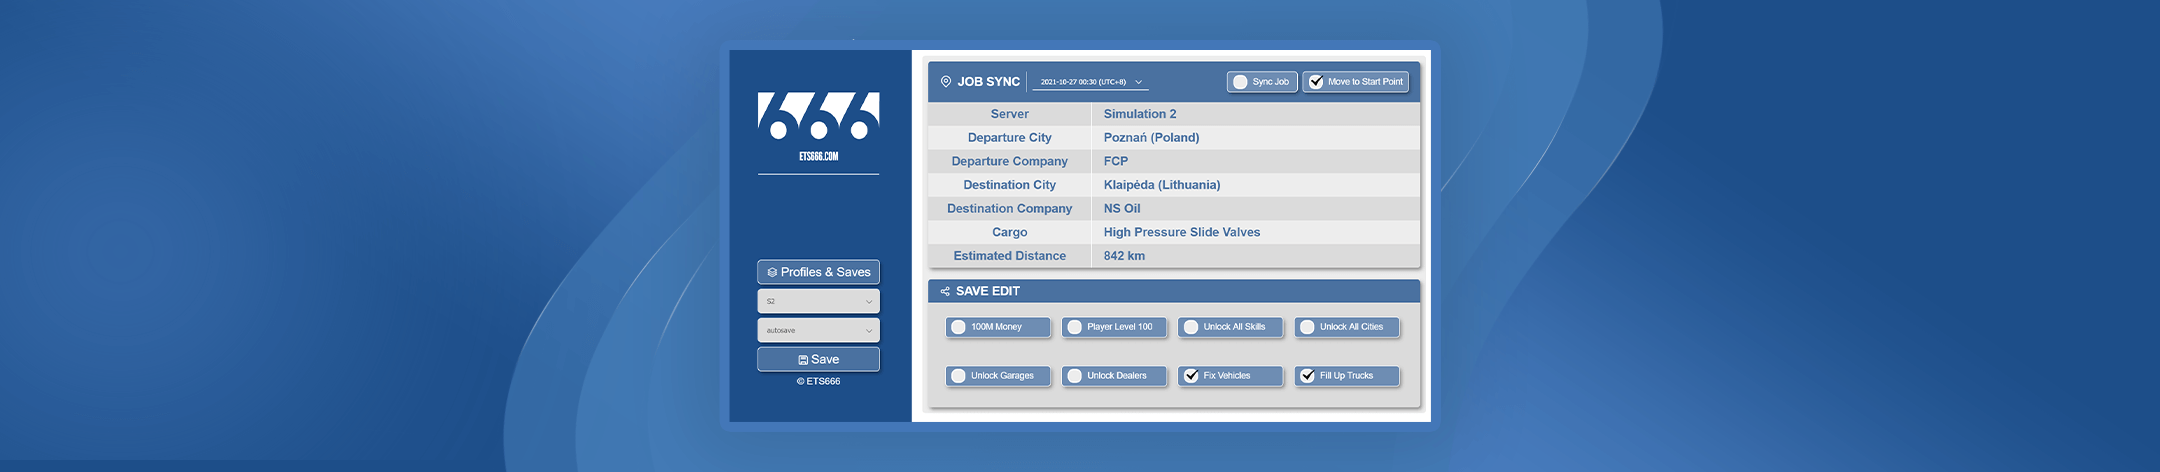 666
ETS666.COM
Profiles & Saves
S2
autosave
Save
© ETS666
JOB SYNC
2021-10-27 00:30 (UTC+8)
Sync Job
Move to Start Point
Server Simulation 2
Departure City Poznań (Poland)
Departure Company FCP
Destination City Klaipėda (Lithuania)
Destination Company NS Oil
Cargo High Pressure Slide Valves
Estimated Distance 842 km
SAVE EDIT
100M Money Player Level 100 Unlock All Skills Unlock All Cities
Unlock Garages Unlock Dealers Fix Vehicles Fill Up Trucks